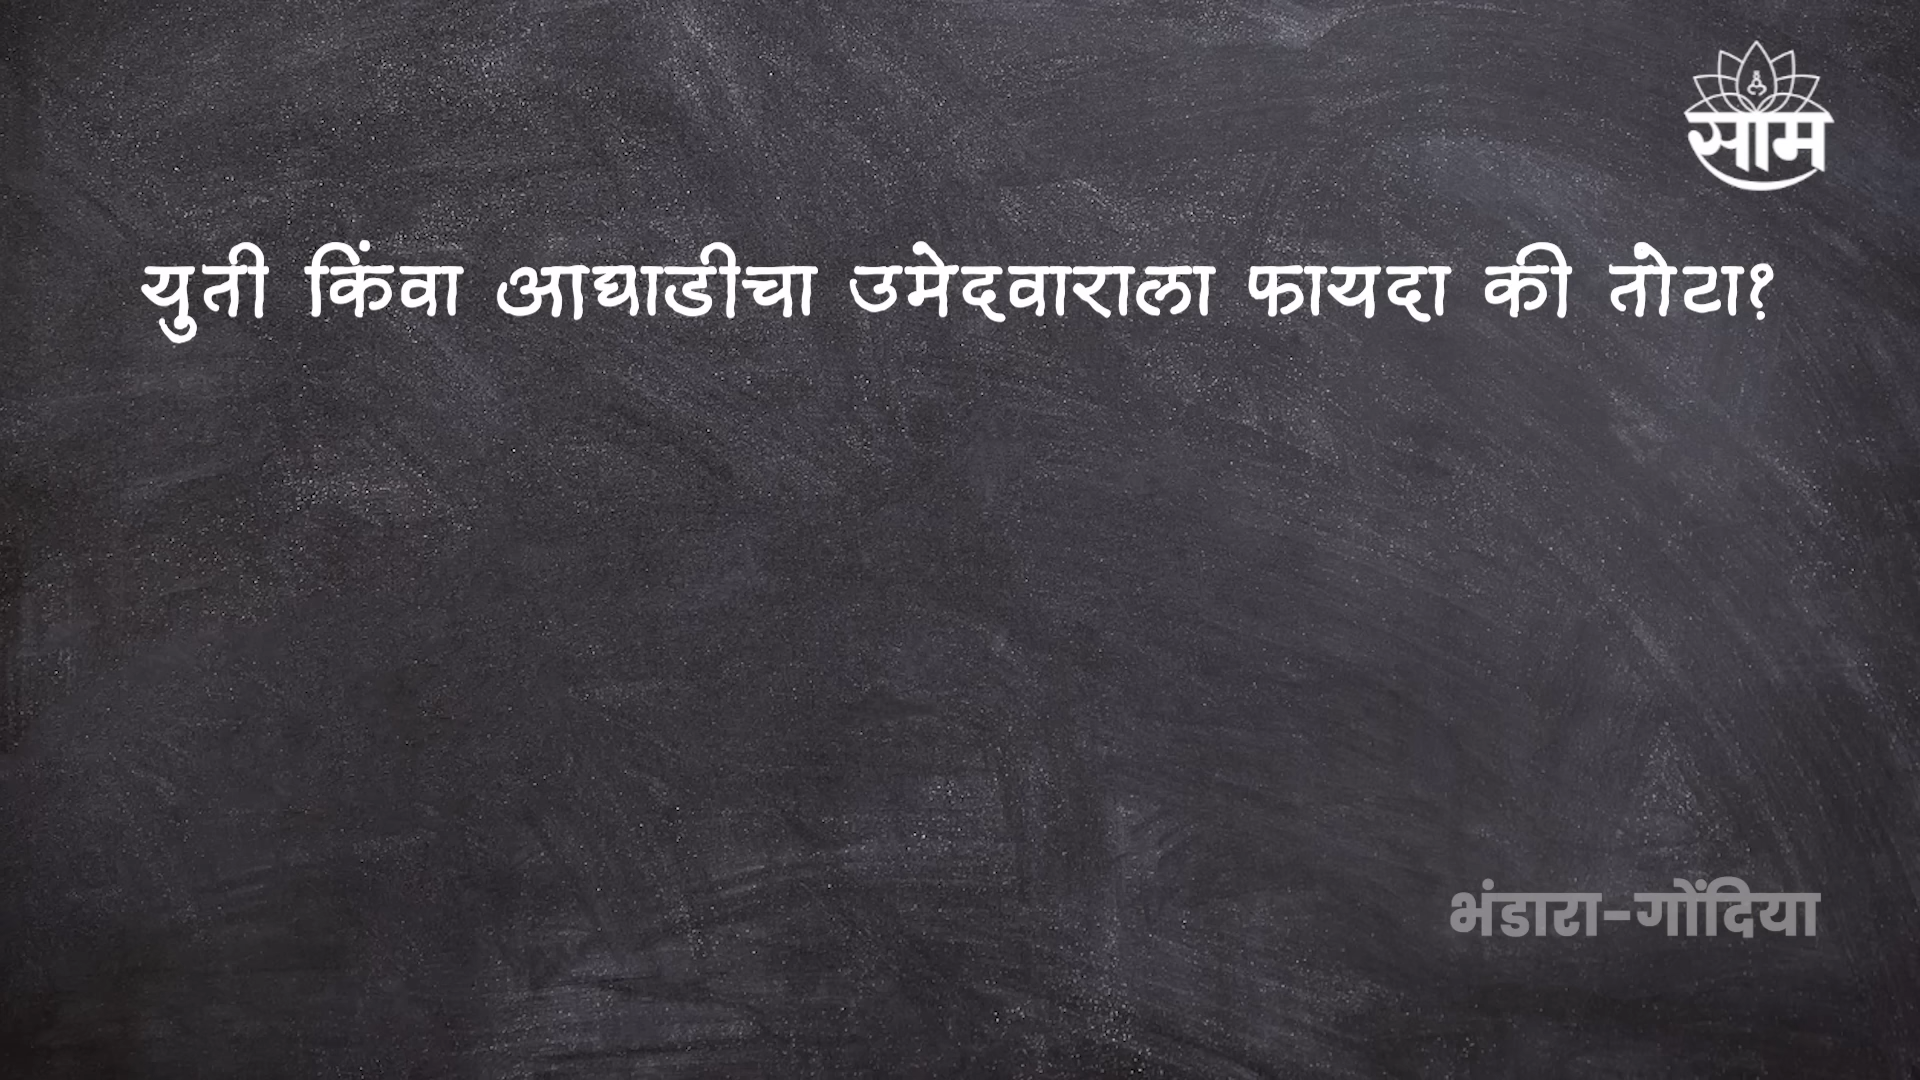 साम
युती किंवा आघाडीचा उमेदवाराला फायदा की तोटा?
भंडारा-गोंदिया